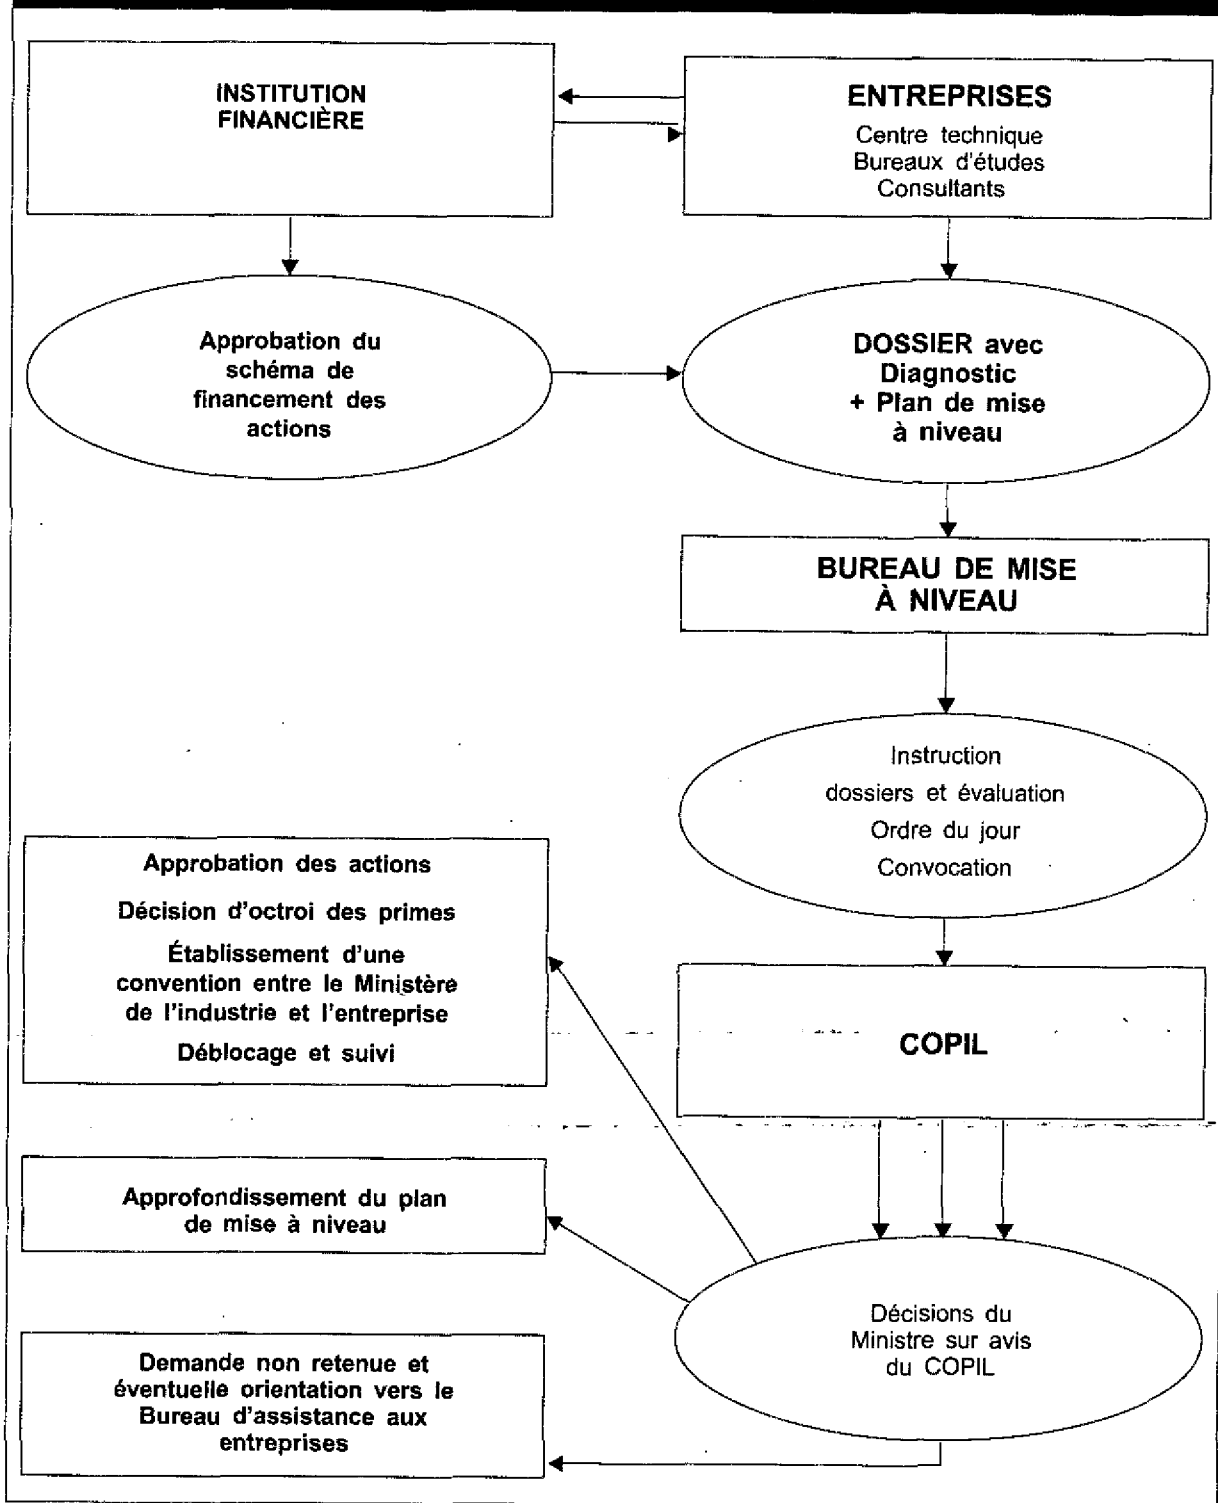 INSTITUTION
FINANCIÈRE
ENTREPRISES
Centre technique
Bureaux d'études
Consultants
Approbation du
schéma de
financement des
actions
DOSSIER avec
Diagnostic
+ Plan de mise
à niveau
BUREAU DE MISE
À NIVEAU
Instruction
dossiers et évaluation
Ordre du jour
Convocation
Approbation des actions
Décision d'octroi des primes
Établissement d'une
convention entre le Ministère
de l'industrie et l'entreprise
Déblocage et suivi
COPIL
Approfondissement du plan
de mise à niveau
Décisions du
Ministre sur avis
du COPIL
Demande non retenue et
éventuelle orientation vers le
Bureau d'assistance aux
entreprises